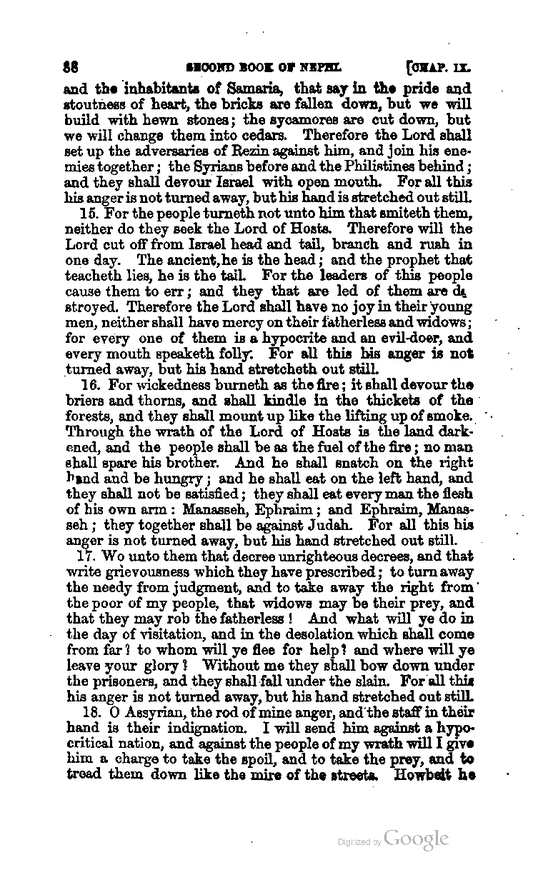 88 SECOND BOOK OF NEPHI. [CHAP. IX.
and the inhabitants of Samaria, that say in the pride and
stoutness of heart, the bricks are fallen down, but we will
build with hewn stones; the sycamores are cut down, but
we will change them into cedars. Therefore the Lord shall
set up the adversaries of Rezin against him, and join his ene-
mies together; the Syrians before and the Philistines behind;
and they shall devour Israel with open mouth. For all this
his anger is not turned away, but his hand is stretched out still.
15. For the people turneth not unto him that smiteth them,
neither do they seek the Lord of Hosts. Therefore will the
Lord cut off from Israel head and tail, branch and rush in
one day. The ancient, he is the head; and the prophet that
teacheth lies, he is the tail. For the leaders of this people
cause them to err; and they that are led of them are de
stroyed. Therefore the Lord shall have no joy in their young
men, neither shall have mercy on their fatherless and widows;
for every one of them is a hypocrite and an evil-doer, and
every mouth speaketh folly. For all this his anger is not
turned away, but his hand stretcheth out still.
16. For wickedness burneth as the fire; it shall devour the
briers and thorns, and shall kindle in the thickets of the
forests, and they shall mount up like the lifting up of smoke.
Through the wrath of the Lord of Hosts is the land dark-
ened, and the people shall be as the fuel of the fire; no man
shall spare his brother. And he shall snatch on the right
hand and be hungry; and he shall eat on the left hand, and
they shall not be satisfied; they shall eat every man the flesh
of his own arm: Manasseh, Ephraim; and Ephraim, Manas-
seh; they together shall be against Judah. For all this his
anger is not turned away, but his hand stretched out still.
17. Wo unto them that decree unrighteous decrees, and that
write grievousness which they have prescribed; to turn away
the needy from judgment, and to take away the right from
the poor of my people, that widows may be their prey, and
that they may rob the fatherless! And what will ye do in
the day of visitation, and in the desolation which shall come
from far? to whom will ye flee for help? and where will ye
leave your glory? Without me they shall bow down under
the prisoners, and they shall fall under the slain. For all this
his anger is not turned away, but his hand stretched out still.
18. O Assyrian, the rod of mine anger, and the staff in their
hand is their indignation. I will send him against a hypo-
critical nation, and against the people of my wrath will I give
him a charge to take the spoil, and to take the prey, and to
tread them down like the mire of the streets. Howbeit he
Digitized by Google